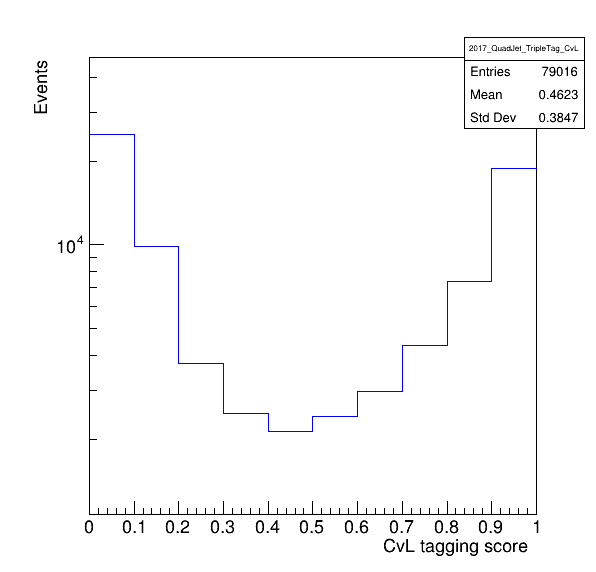 2017_QuadJet_TripleTag_CvL
Entries 79016
Mean 0.4623
Std Dev 0.3847
Events
10^4
0 0.1 0.2 0.3 0.4 0.5 0.6 0.7 0.8 0.9 1
CvL tagging score